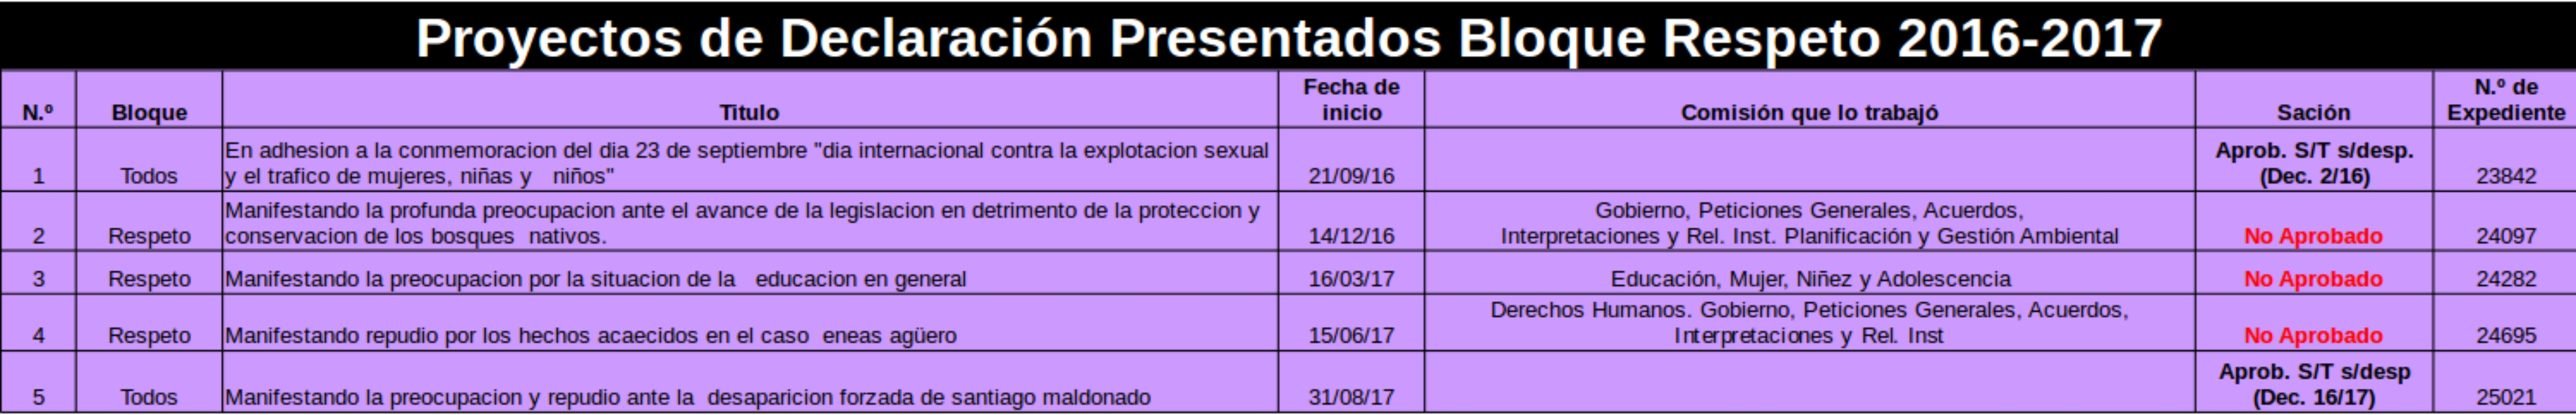 Proyectos de Declaración Presentados Bloque Respeto 2016-2017
N.º Bloque Titulo Fecha de inicio Comisión que lo trabajó Sación N.º de Expediente
1 Todos En adhesion a la conmemoracion del dia 23 de septiembre "dia internacional contra la explotacion sexual
y el trafico de mujeres, niñas y niños" 21/09/16 Aprob. S/T s/desp.
(Dec. 2/16) 23842
2 Respeto Manifestando la profunda preocupacion ante el avance de la legislacion en detrimento de la proteccion y
conservacion de los bosques nativos. 14/12/16 Gobierno, Peticiones Generales, Acuerdos,
Interpretaciones y Rel. Inst. Planificación y Gestión Ambiental No Aprobado 24097
3 Respeto Manifestando la preocupacion por la situacion de la educacion en general 16/03/17 Educación, Mujer, Niñez y Adolescencia No Aprobado 24282
4 Respeto Manifestando repudio por los hechos acaecidos en el caso eneas agüero 15/06/17 Derechos Humanos. Gobierno, Peticiones Generales, Acuerdos,
Interpretaciones y Rel. Inst No Aprobado 24695
5 Todos Manifestando la preocupacion y repudio ante la desaparicion forzada de santiago maldonado 31/08/17 Aprob. S/T s/desp
(Dec. 16/17) 25021